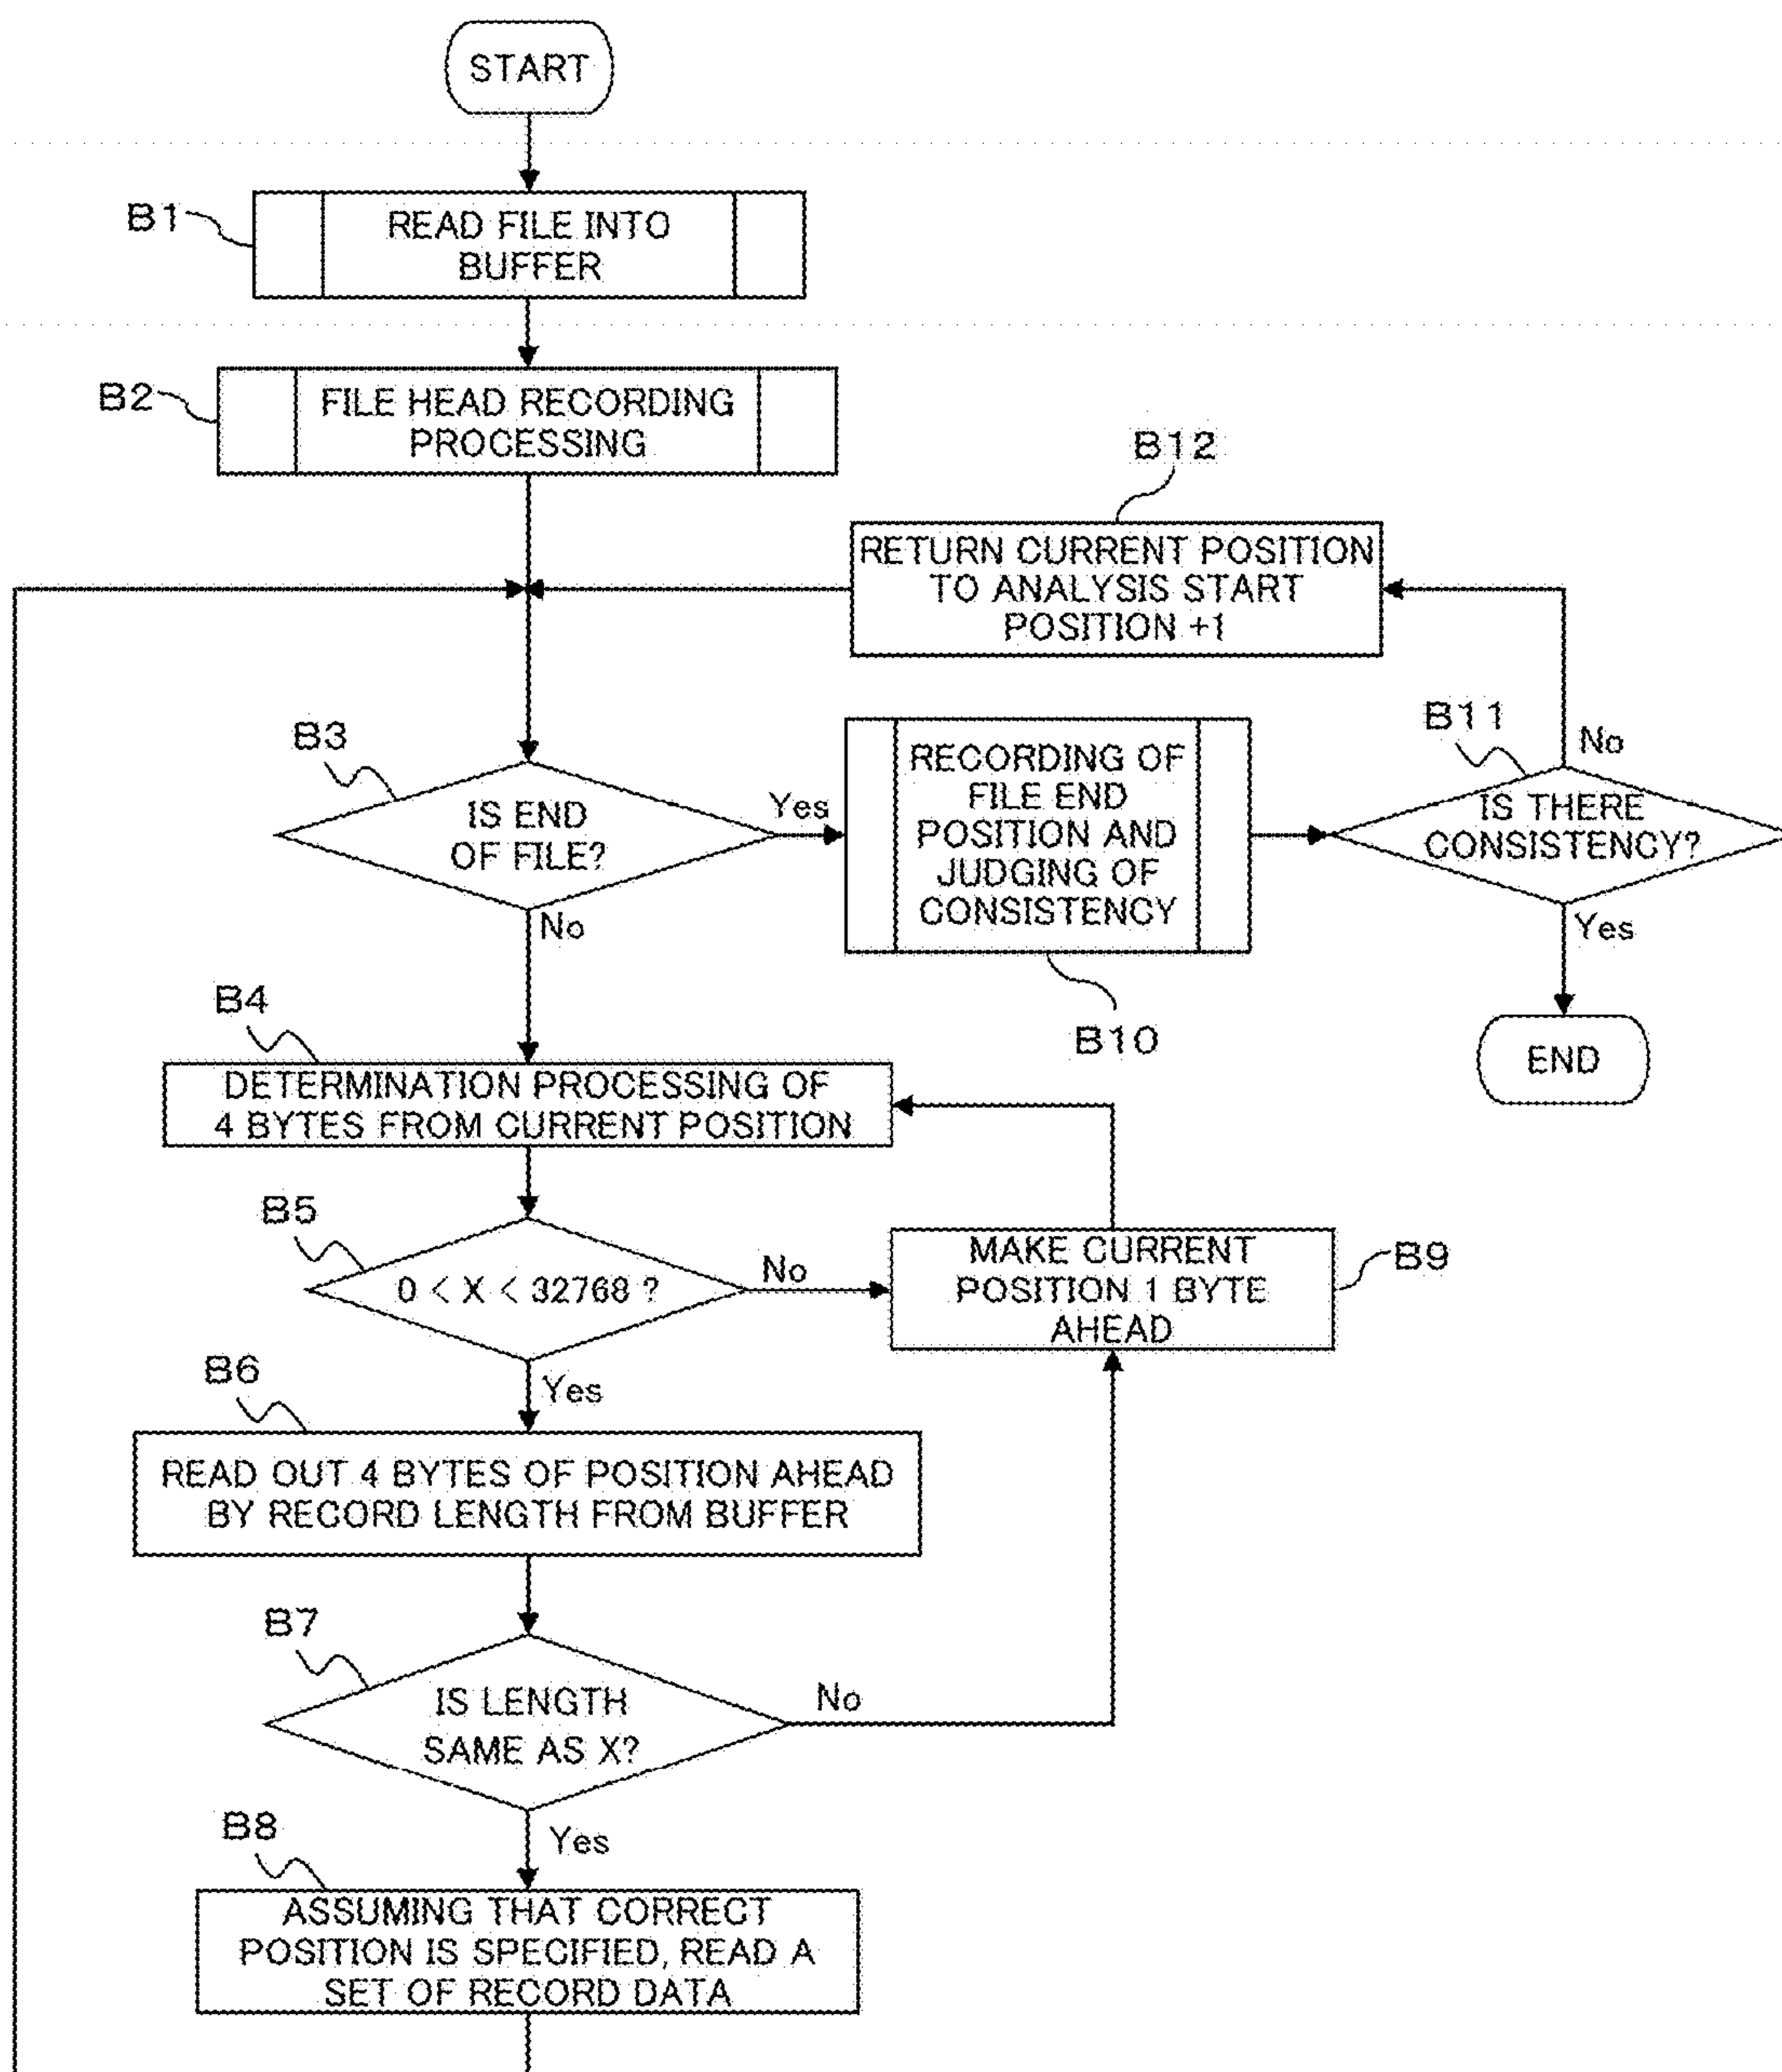 START
B1
READ FILE INTO
BUFFER
B2
FILE HEAD RECORDING
PROCESSING
B12
RETURN CURRENT POSITION
TO ANALYSIS START
POSITION +1
B3
IS END
OF FILE?
Yes
No
RECORDING OF
FILE END
POSITION AND
JUDGING OF
CONSISTENCY
B10
B11
No
IS THERE
CONSISTENCY?
Yes
END
B4
DETERMINATION PROCESSING OF
4 BYTES FROM CURRENT POSITION
B5
0 < X < 32768 ?
No
Yes
MAKE CURRENT
POSITION 1 BYTE
AHEAD
B9
B6
READ OUT 4 BYTES OF POSITION AHEAD
BY RECORD LENGTH FROM BUFFER
B7
IS LENGTH
SAME AS X?
No
Yes
B8
ASSUMING THAT CORRECT
POSITION IS SPECIFIED, READ A
SET OF RECORD DATA